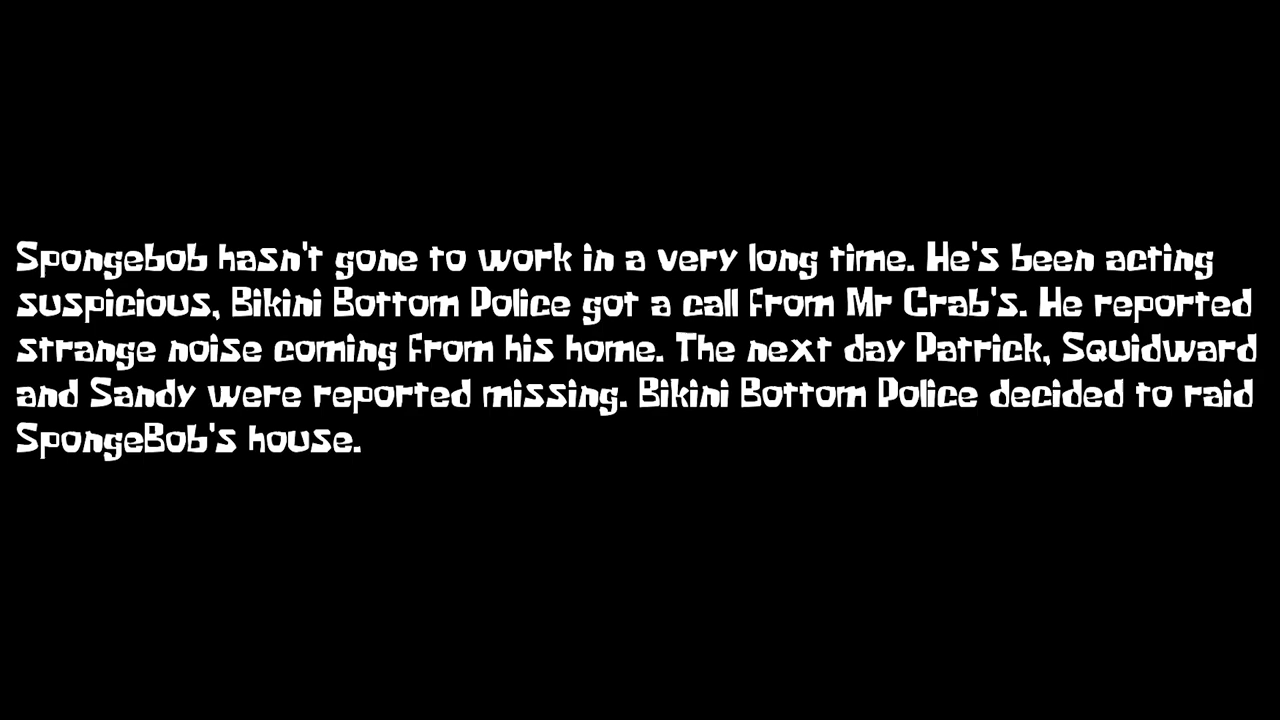 Spongebob hasn't gone to work in a very long time. He's been acting
suspicious, Bikini Bottom Police got a call from Mr Crab's. He reported
strange noise coming from his home. The next day Patrick, Squidward
and Sandy were reported missing. Bikini Bottom Police decided to raid
SpongeBob's house.